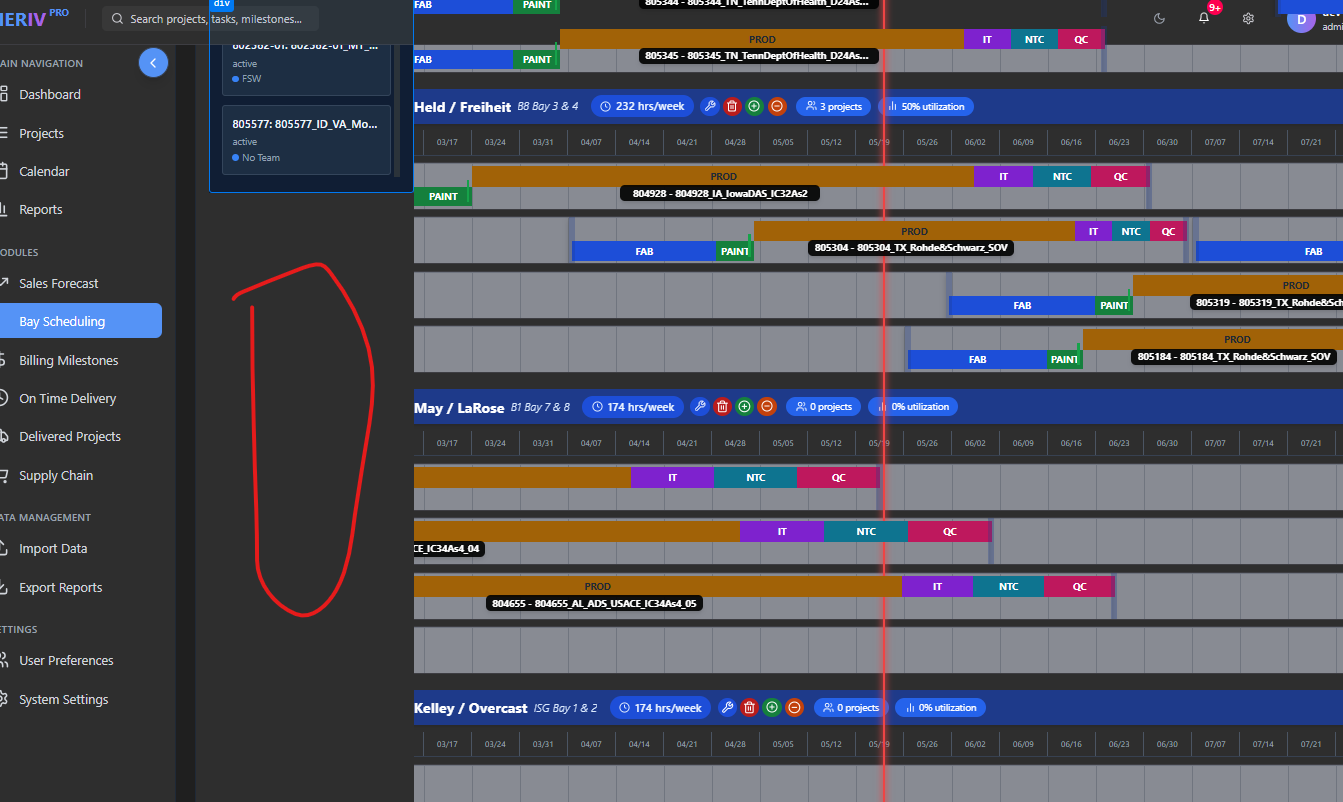 div
NERIV PRO
Search projects, tasks, milestones...
9+
D
admi
AIN NAVIGATION
Dashboard
Projects
Calendar
Reports
ODULES
Sales Forecast
Bay Scheduling
Billing Milestones
On Time Delivery
Delivered Projects
Supply Chain
ATA MANAGEMENT
Import Data
Export Reports
ETTINGS
User Preferences
System Settings
active
FSW
805577: 805577_ID_VA_Mo...
active
No Team
FAB PAINT
805344 - 805344_TN_TennDeptOfHealth_D24As...
PROD IT NTC QC
FAB PAINT
805345 - 805345_TN_TennDeptOfHealth_D24As...
Held / Freiheit B8 Bay 3 & 4 232 hrs/week 3 projects 50% utilization
03/17 03/24 03/31 04/07 04/14 04/21 04/28 05/05 05/12 05/19 05/26 06/02 06/09 06/16 06/23 06/30 07/07 07/14 07/21
PROD IT NTC QC
PAINT
804928 - 804928_IA_IowaDAS_IC32As2
PROD IT NTC QC
FAB PAINT FAB
805304 - 805304_TX_Rohde&Schwarz_SOV
PROD
FAB PAINT
805319 - 805319_TX_Rohde&Sch
PROD
FAB PAINT
805184 - 805184_TX_Rohde&Schwarz_SOV
May / LaRose B1 Bay 7 & 8 174 hrs/week 0 projects 0% utilization
03/17 03/24 03/31 04/07 04/14 04/21 04/28 05/05 05/12 05/19 05/26 06/02 06/09 06/16 06/23 06/30 07/07 07/14 07/21
IT NTC QC
IT NTC QC
CE_IC34As4_04
PROD IT NTC QC
804655 - 804655_AL_ADS_USACE_IC34As4_05
Kelley / Overcast ISG Bay 1 & 2 174 hrs/week 0 projects 0% utilization
03/17 03/24 03/31 04/07 04/14 04/21 04/28 05/05 05/12 05/19 05/26 06/02 06/09 06/16 06/23 06/30 07/07 07/14 07/21